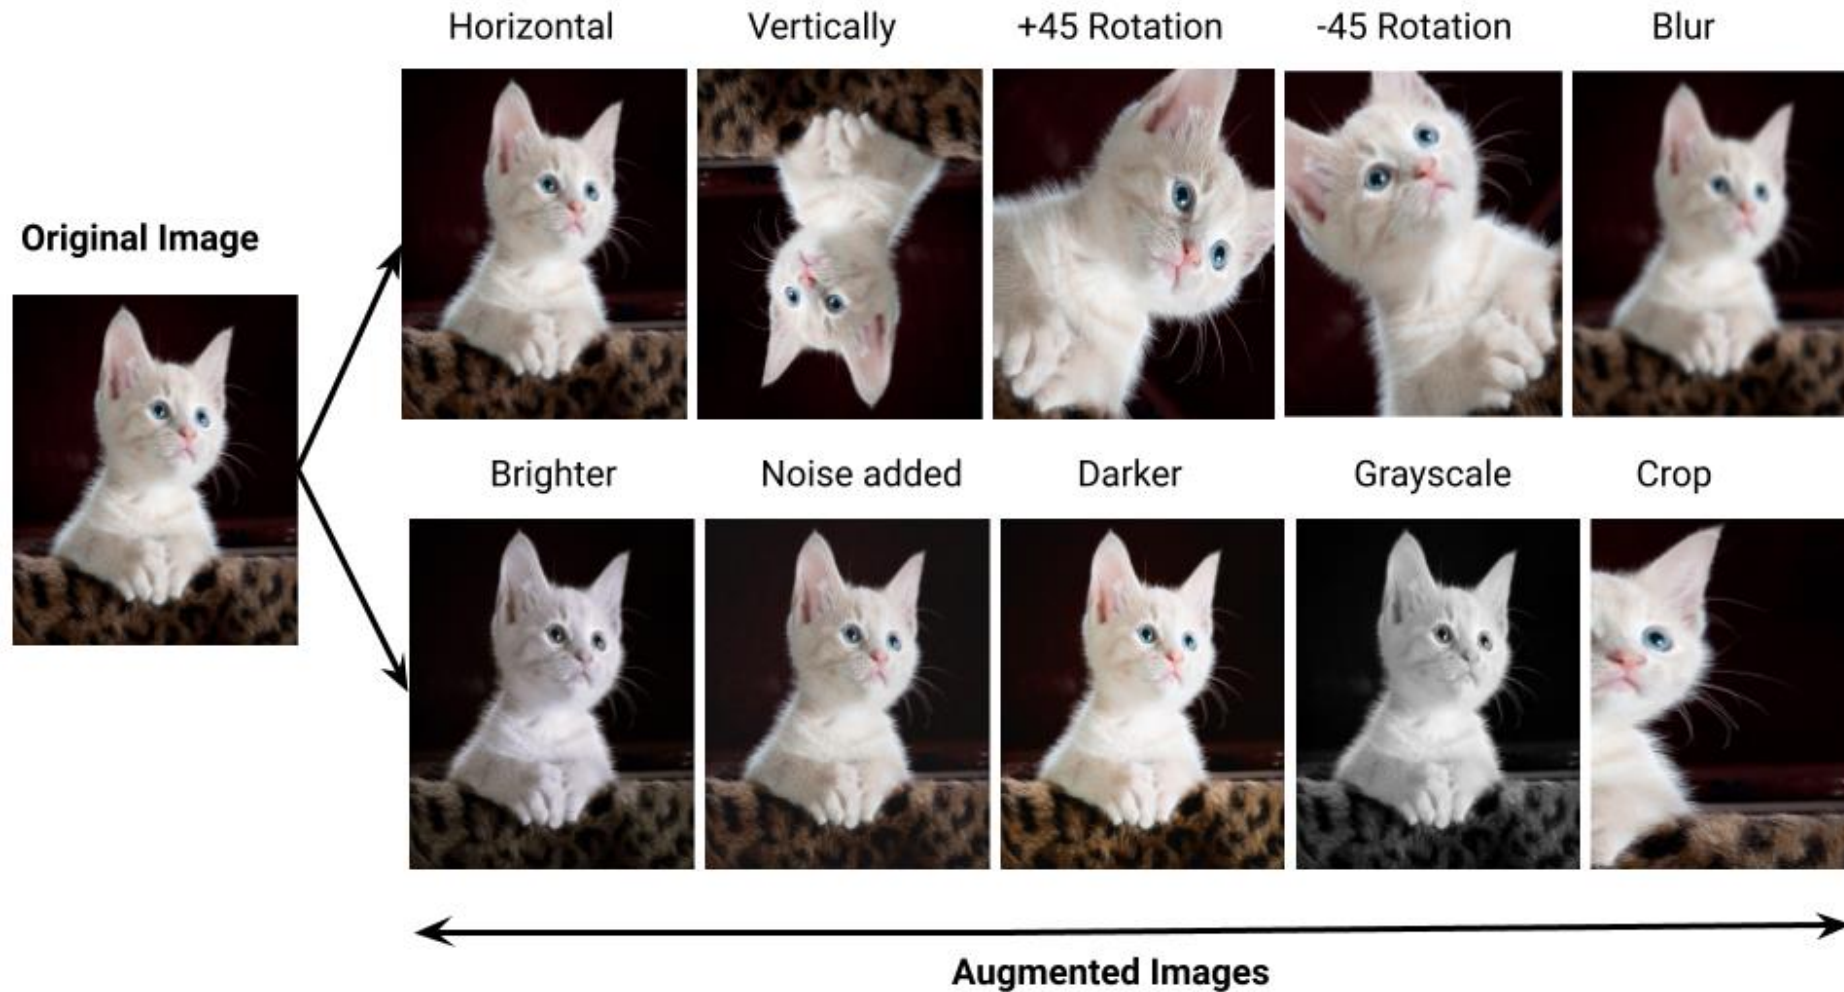 Horizontal
Vertically
+45 Rotation
-45 Rotation
Blur
Original Image
Brighter
Noise added
Darker
Grayscale
Crop
Augmented Images